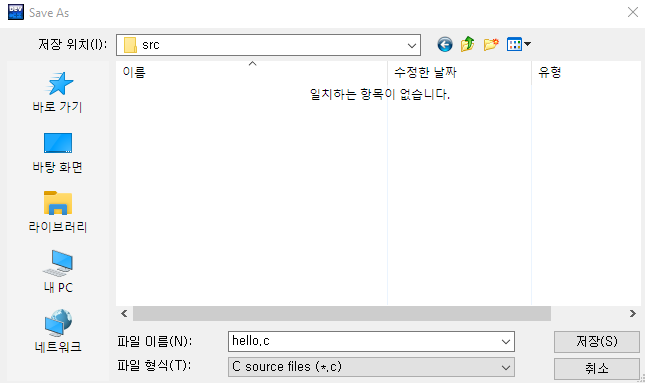 DEV
Save As
저장 위치(I):
src
이름
수정한 날짜
유형
일치하는 항목이 없습니다.
바로 가기
바탕 화면
라이브러리
내 PC
네트워크
파일 이름(N):
hello.c
저장(S)
파일 형식(T):
C source files (*.c)
취소